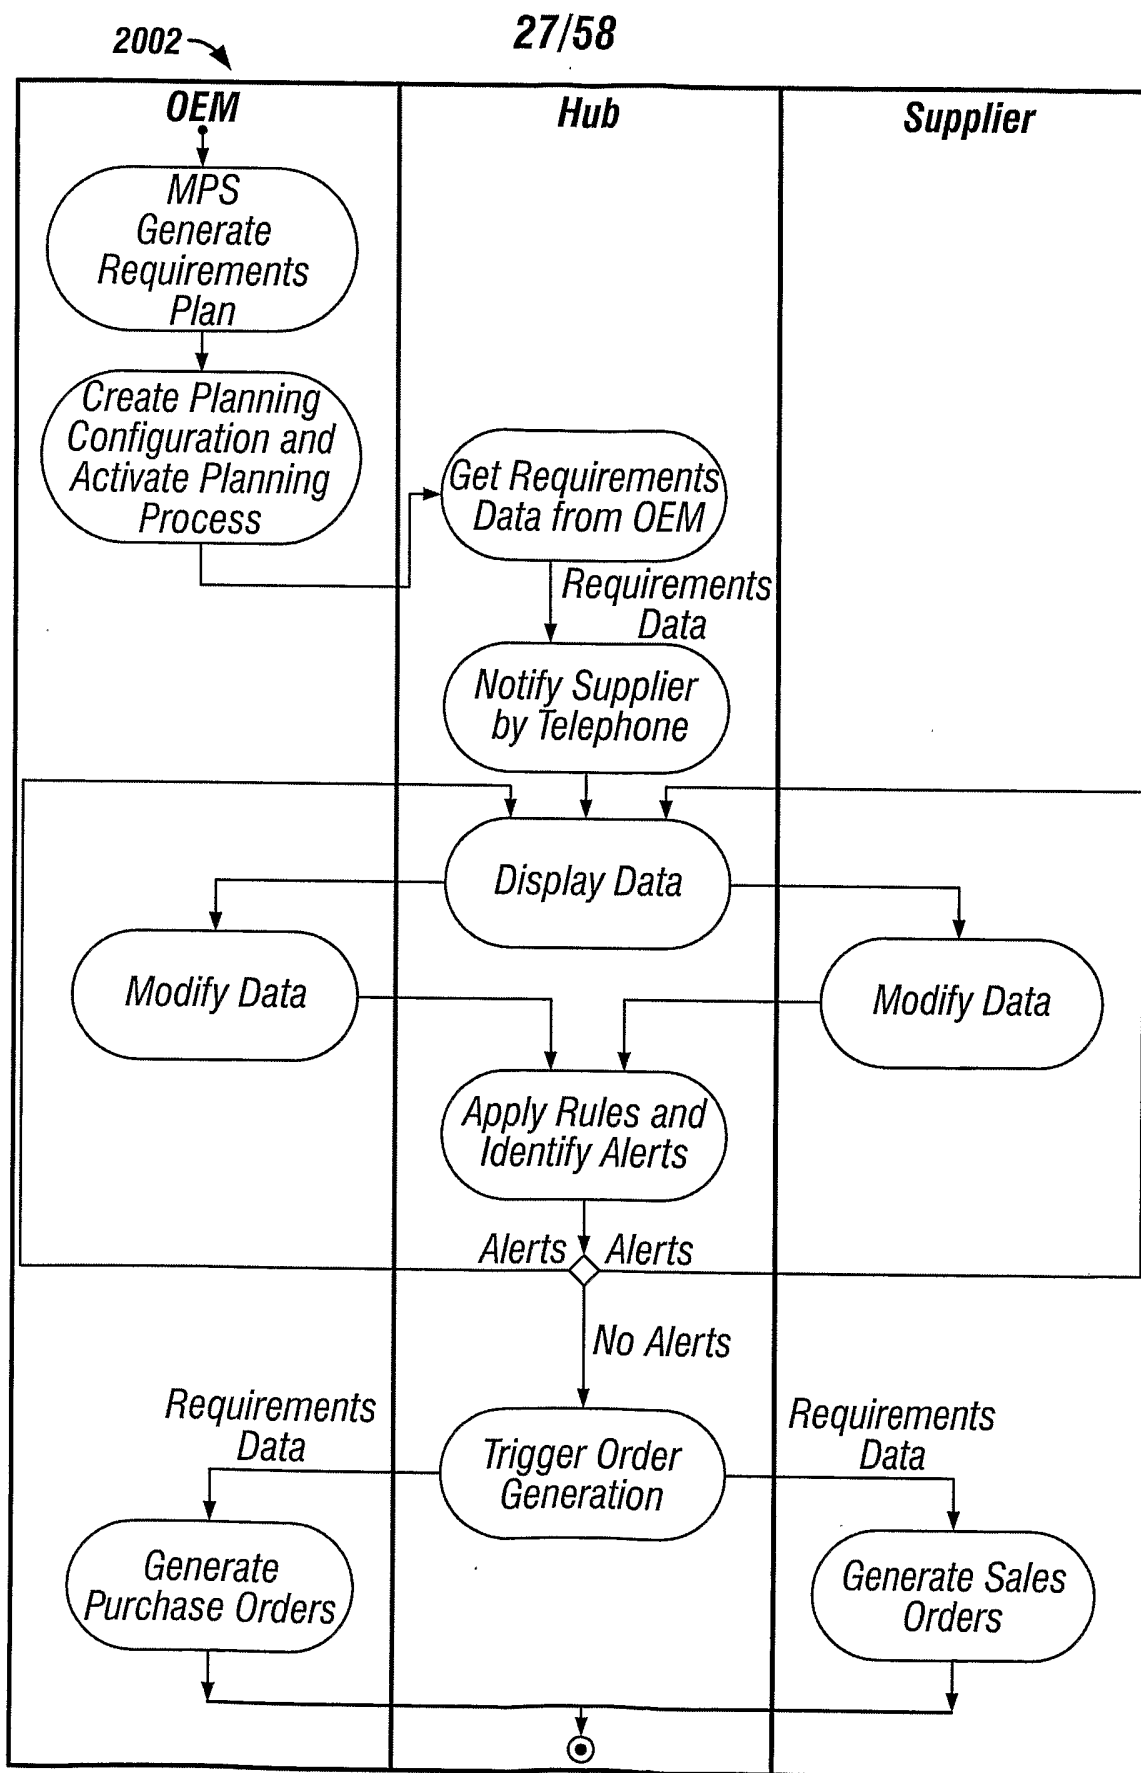 27/58
2002
OEM
Hub
Supplier
MPS
Generate
Requirements
Plan
Create Planning
Configuration and
Activate Planning
Process
Get Requirements
Data from OEM
Requirements
Data
Notify Supplier
by Telephone
Display Data
Modify Data
Modify Data
Apply Rules and
Identify Alerts
Alerts
Alerts
No Alerts
Requirements
Data
Requirements
Data
Trigger Order
Generation
Generate
Purchase Orders
Generate Sales
Orders